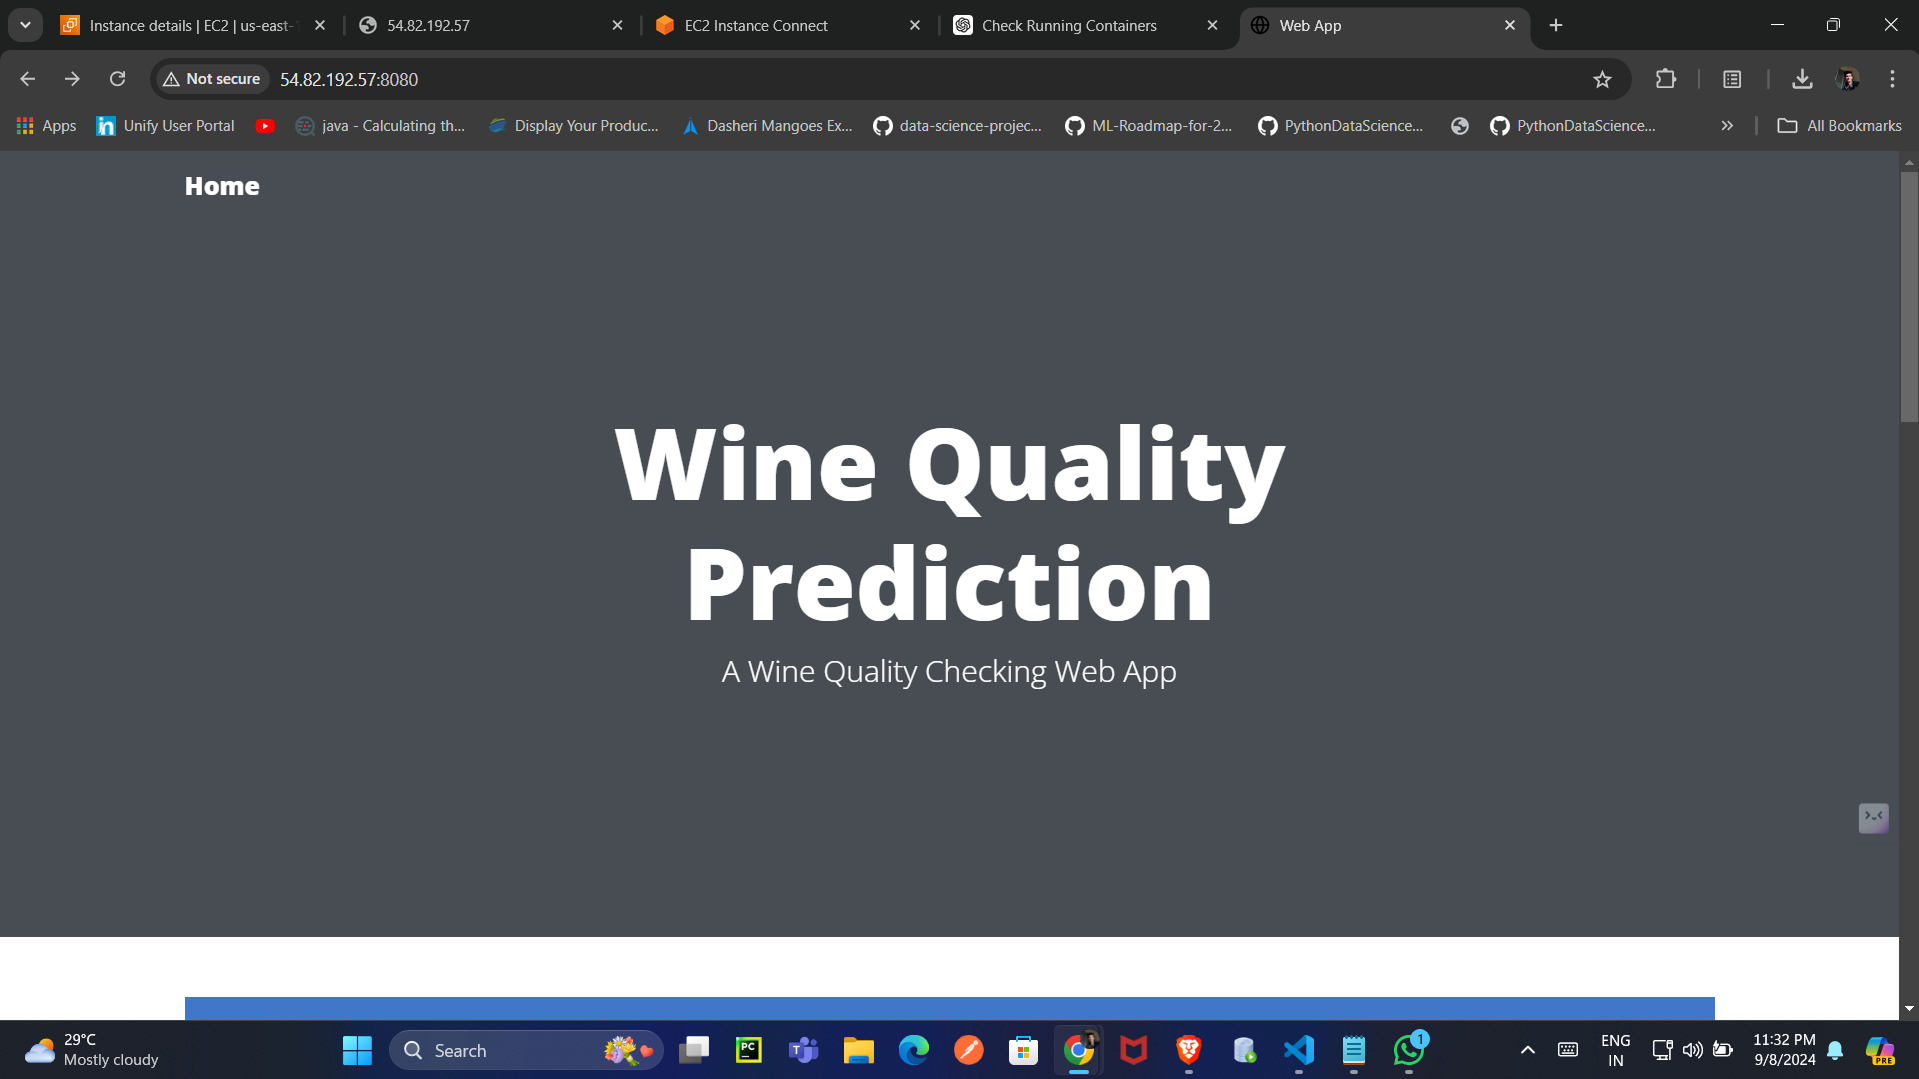 Instance details | EC2 | us-east-1
54.82.192.57
EC2 Instance Connect
Check Running Containers
Web App
Not secure
54.82.192.57:8080
Apps
Unify User Portal
java - Calculating th...
Display Your Produc...
Dasheri Mangoes Ex...
data-science-projec...
ML-Roadmap-for-2...
PythonDataScience...
PythonDataScience...
All Bookmarks
Home
Wine Quality
Prediction
A Wine Quality Checking Web App
29°C
Mostly cloudy
Search
PC
T
PRE
1
ENG
IN
11:32 PM
9/8/2024